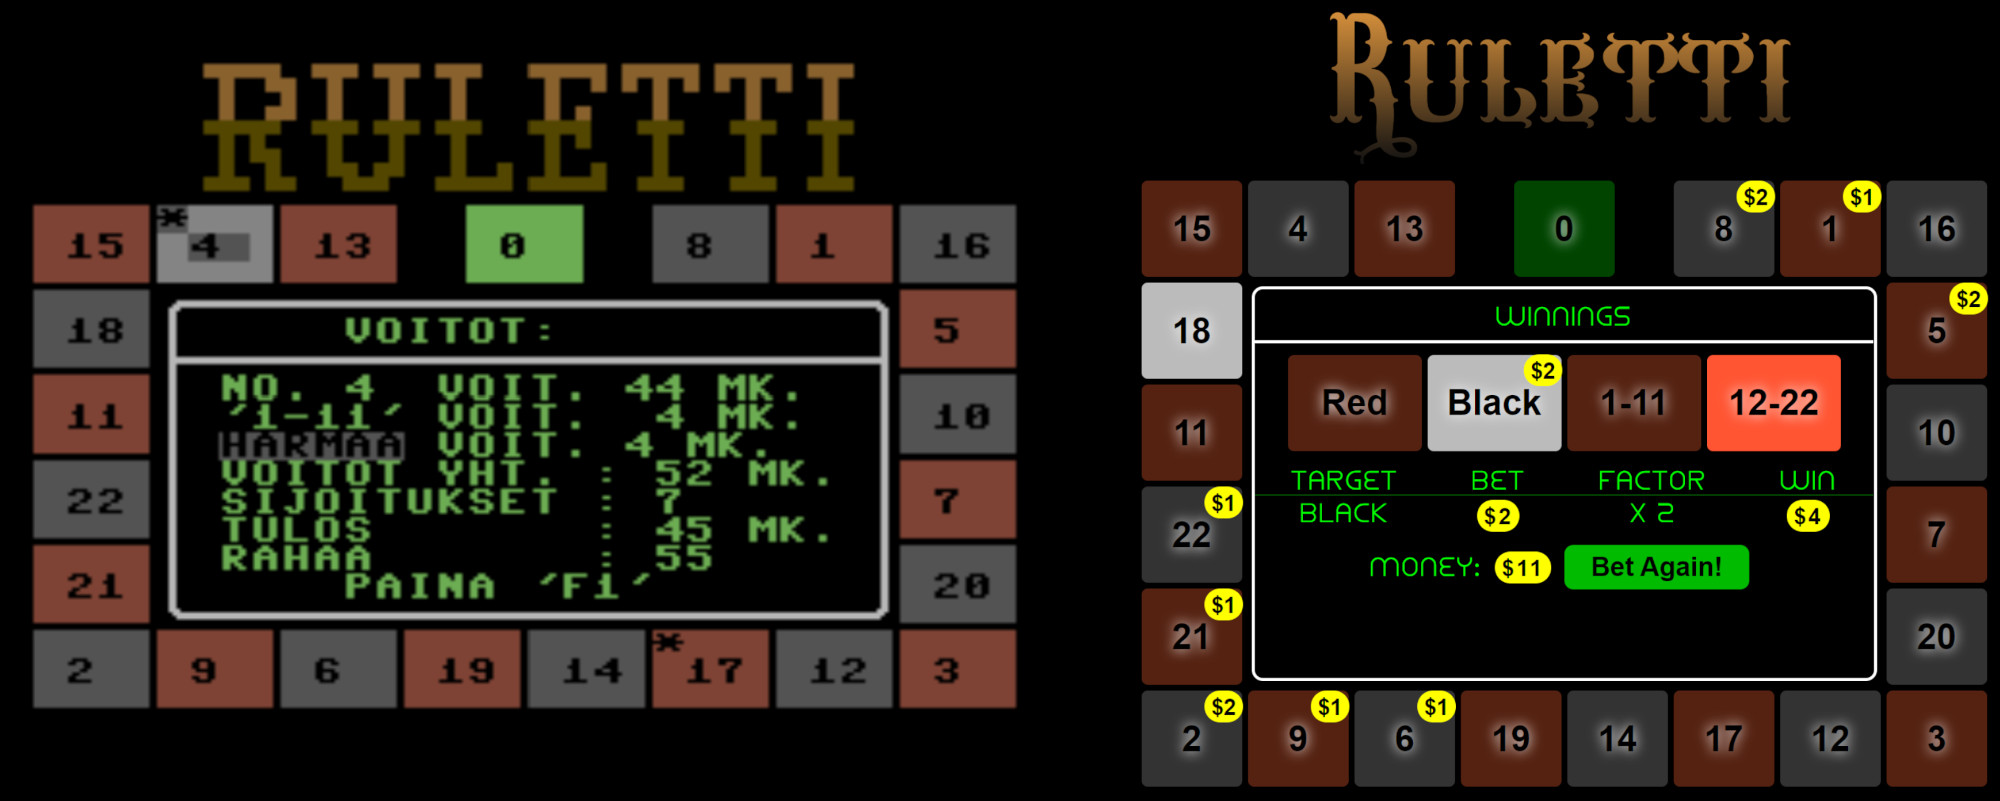 RULETTI
15 * 4 13 0 8 1 16
18 VOITOT: 5
NO. 4 VOIT. 44 MK.
11 '1-11' VOIT. 4 MK. 10
HARMAA VOIT. 4 MK.
VOITOT YHT. : 52 MK.
22 SIJOITUKSET : 7 7
TULOS : 45 MK.
21 RAHAA : 55 20
PAINA 'F1'
2 9 6 19 14 * 17 12 3
RULETTI
15 4 13 0 8 $2 1 $1 16
18 WINNINGS 5 $2
11 Red Black $2 1-11 12-22 10
TARGET BET FACTOR WIN
22 $1 BLACK $2 X 2 $4 7
MONEY: $11 Bet Again!
21 $1 20
2 $2 9 $1 6 $1 19 14 17 12 3